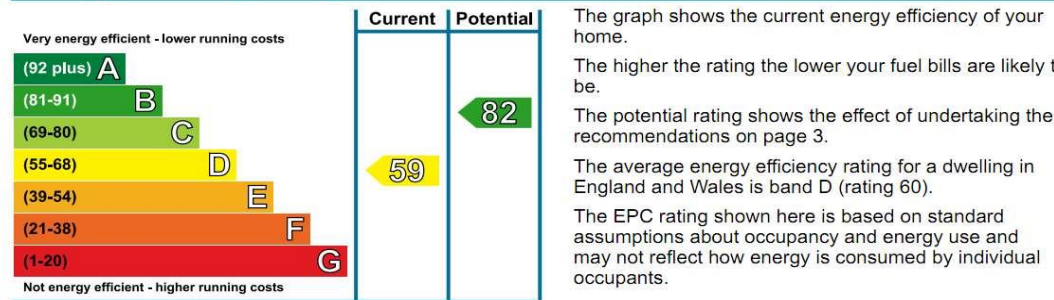 Current Potential
Very energy efficient - lower running costs
(92 plus) A
(81-91) B
(69-80) C
(55-68) D
(39-54) E
(21-38) F
(1-20) G
Not energy efficient - higher running costs
59
82
The graph shows the current energy efficiency of your
home.
The higher the rating the lower your fuel bills are likely t
be.
The potential rating shows the effect of undertaking the
recommendations on page 3.
The average energy efficiency rating for a dwelling in
England and Wales is band D (rating 60).
The EPC rating shown here is based on standard
assumptions about occupancy and energy use and
may not reflect how energy is consumed by individual
occupants.